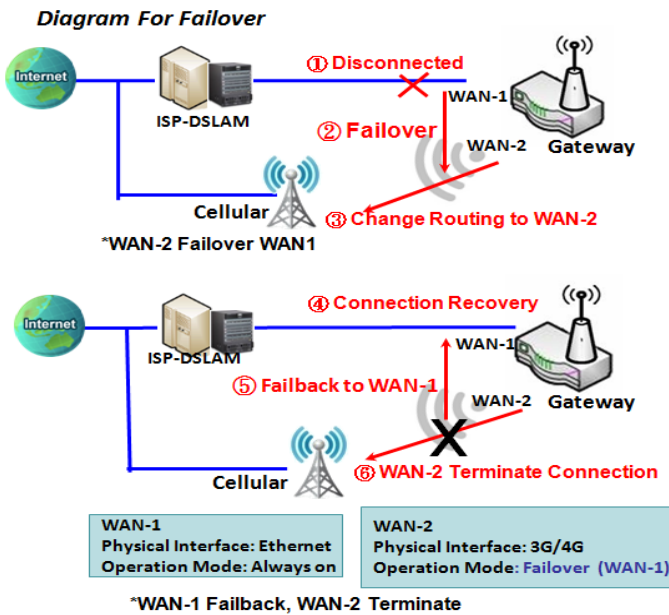 Diagram For Failover
Internet
① Disconnected
ISP-DSLAM
WAN-1
② Failover
WAN-2
Gateway
Cellular
③ Change Routing to WAN-2
*WAN-2 Failover WAN1
④ Connection Recovery
Internet
ISP-DSLAM
WAN-1
⑤ Failback to WAN-1
WAN-2
Gateway
Cellular
⑥ WAN-2 Terminate Connection
WAN-1
Physical Interface: Ethernet
Operation Mode: Always on
WAN-2
Physical Interface: 3G/4G
Operation Mode: Failover (WAN-1)
*WAN-1 Failback, WAN-2 Terminate